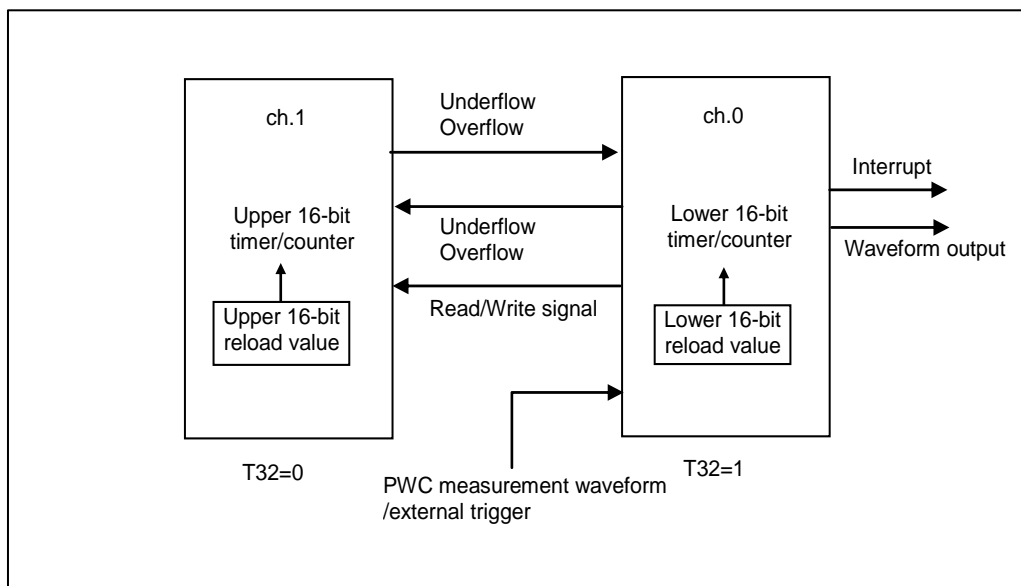 ch.1
Upper 16-bit
timer/counter
Upper 16-bit
reload value
T32=0
Underflow
Overflow
Underflow
Overflow
Read/Write signal
PWC measurement waveform
/external trigger
ch.0
Lower 16-bit
timer/counter
Lower 16-bit
reload value
T32=1
Interrupt
Waveform output